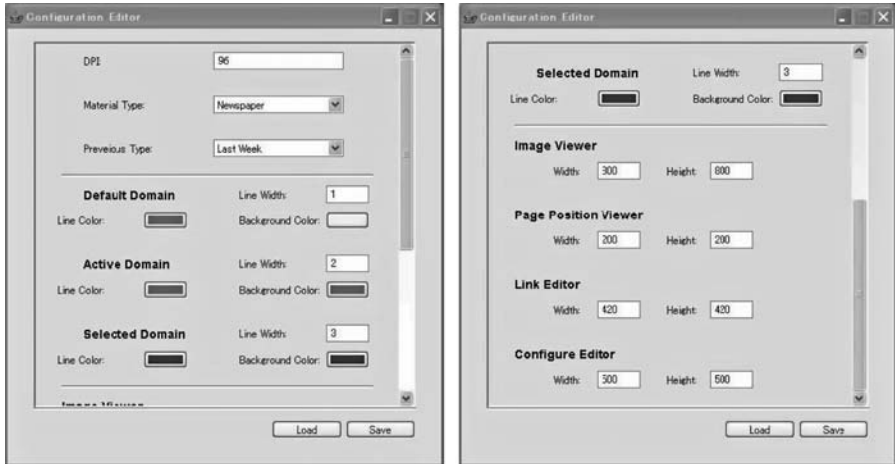 Configuration Editor
DPI: 96
Material Type: Newspaper
Preveious Type: Last Week
Default Domain Line Width: 1
Line Color: Background Color:
Active Domain Line Width: 2
Line Color: Background Color:
Selected Domain Line Width: 3
Line Color: Background Color:
Image Viewer
Load Save
Configuration Editor
Selected Domain Line Width: 3
Line Color: Background Color:
Image Viewer
Width: Height: 800
Page Position Viewer
Width: 200 Height: 200
Link Editor
Width: 420 Height: 420
Configure Editor
Width: 500 Height: 500
Load Save